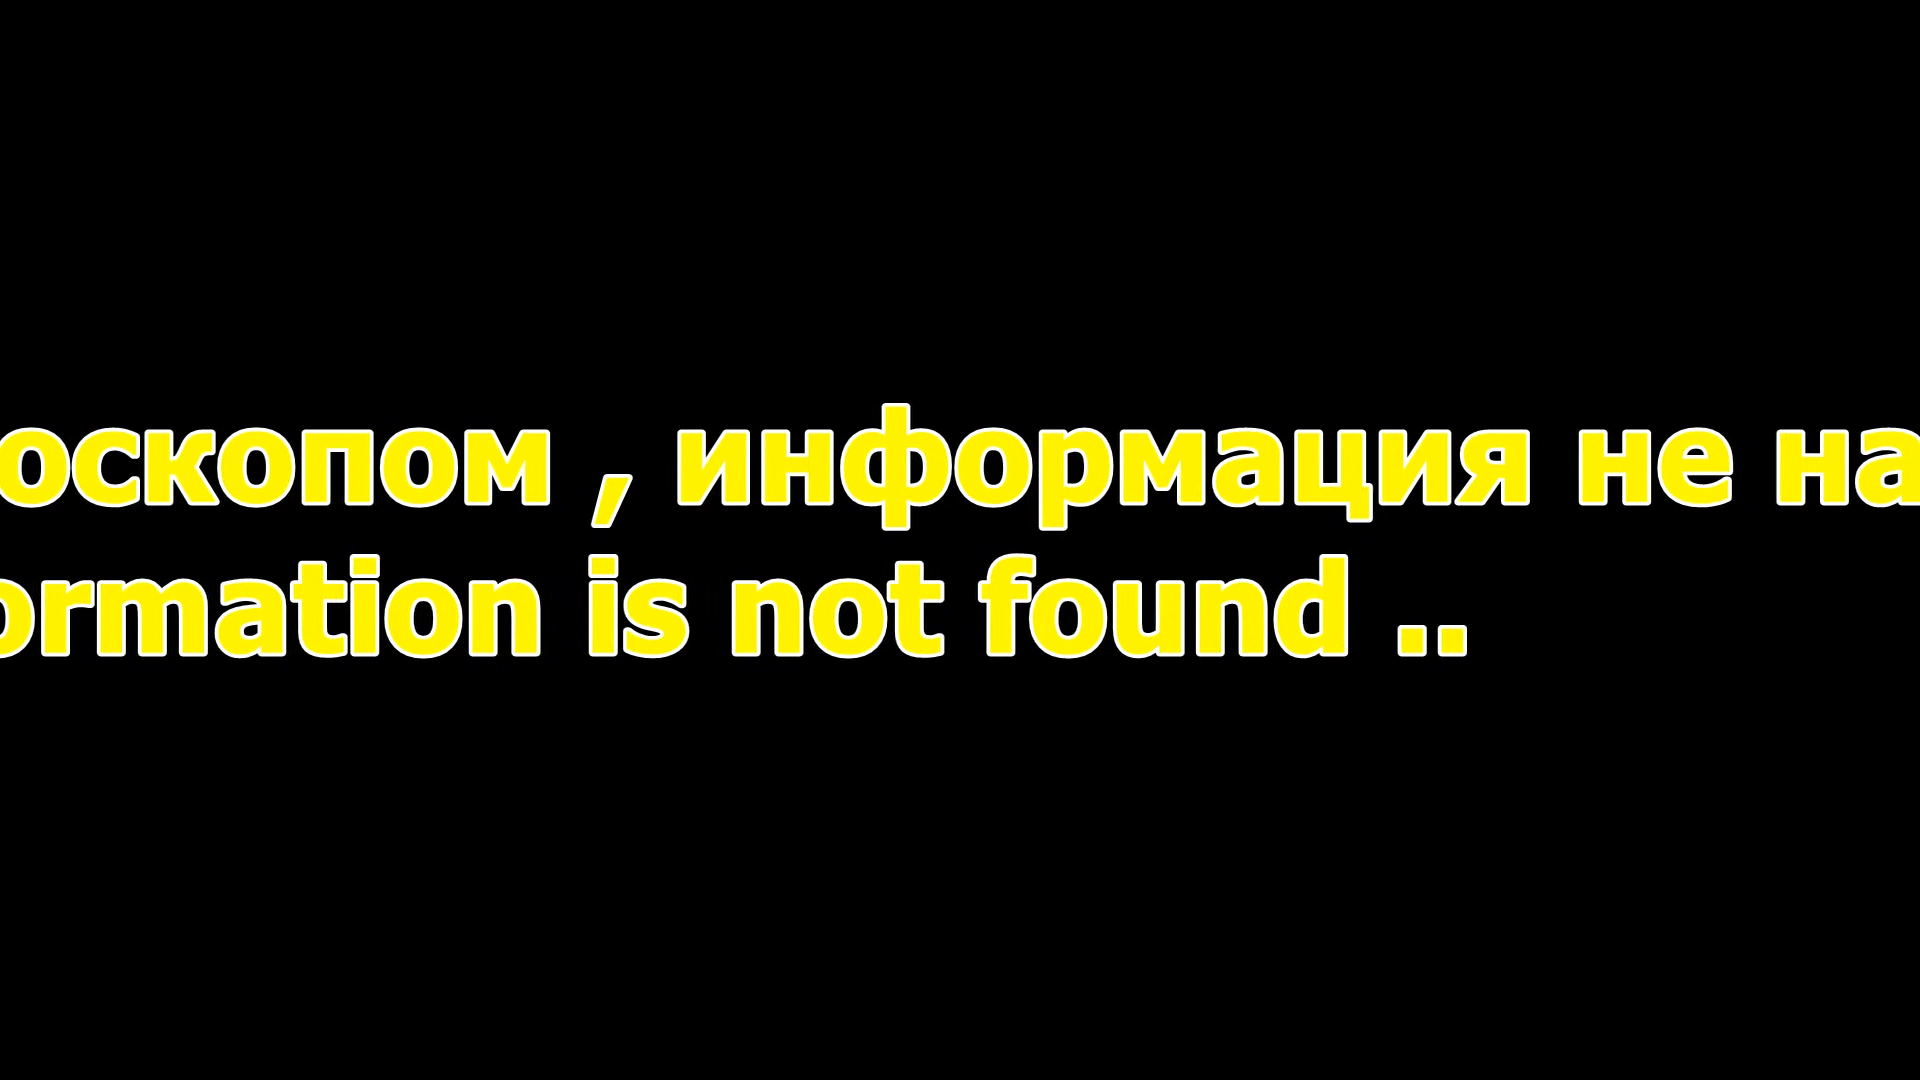 оскопом , информация не на
ormation is not found ..